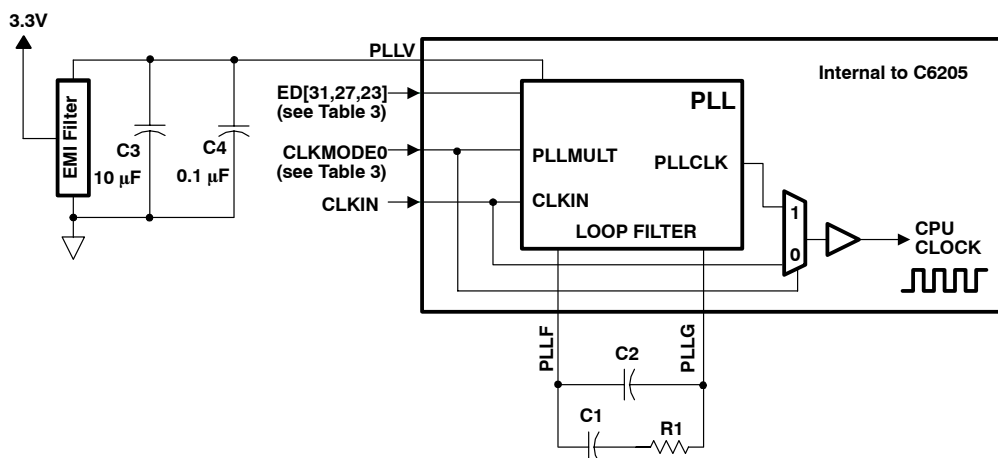 3.3V
PLLV
Internal to C6205
ED[31,27,23]
(see Table 3)
PLL
EMI Filter
C3
10 μF
C4
0.1 μF
CLKMODE0
(see Table 3)
PLLMULT
PLLCLK
CLKIN
CLKIN
1
LOOP FILTER
0
CPU
CLOCK
PLLF
PLLG
C2
C1
R1